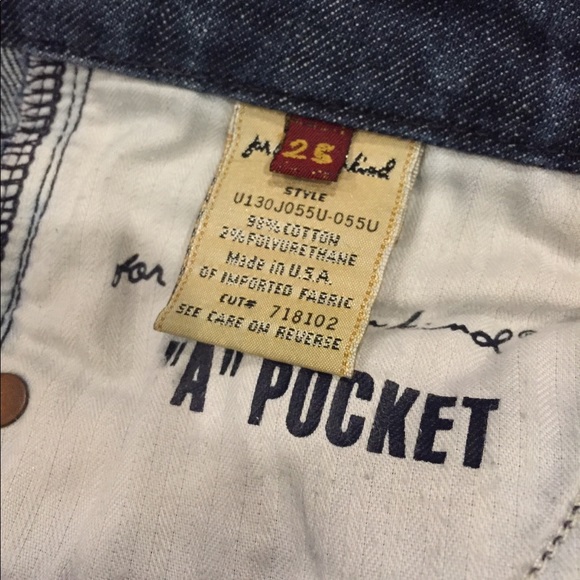 for kind
25
STYLE
U130J055U-055U
98% COTTON
2% POLYURETHANE
Made in U.S.A.
OF IMPORTED FABRIC
CUT# 718102
SEE CARE ON REVERSE
for kind®
"A" POCKET